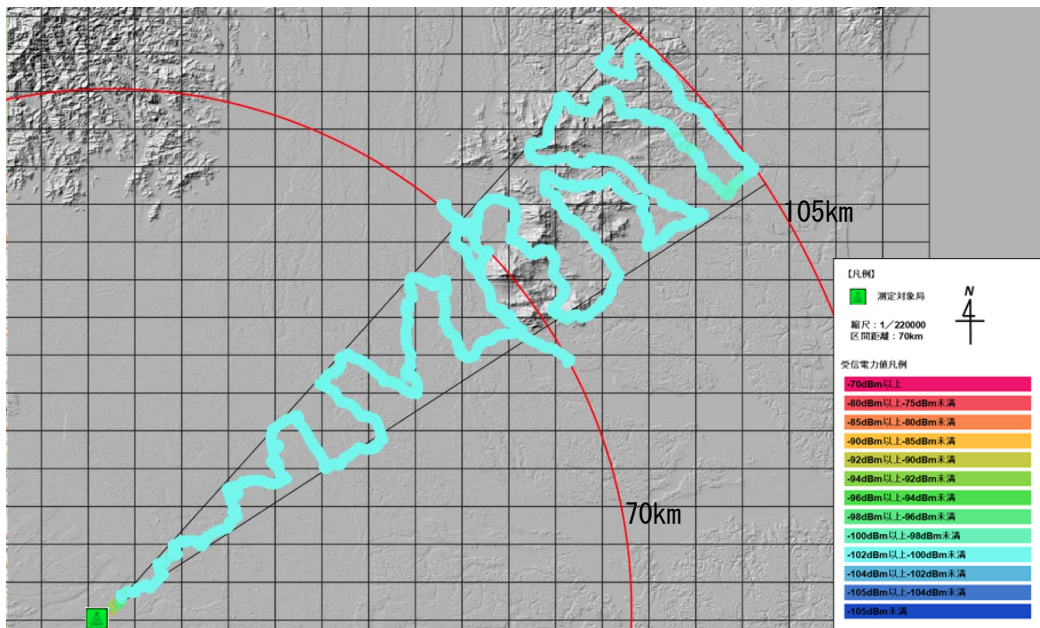 105km
70km
【凡例】
測定対象局
N
縮尺：1／220000
区間距離：70km
受信電力値凡例
-70dBm以上
-80dBm以上-75dBm未満
-85dBm以上-80dBm未満
-90dBm以上-85dBm未満
-92dBm以上-90dBm未満
-94dBm以上-92dBm未満
-96dBm以上-94dBm未満
-98dBm以上-96dBm未満
-100dBm以上-98dBm未満
-102dBm以上-100dBm未満
-104dBm以上-102dBm未満
-105dBm以上-104dBm未満
-105dBm未満